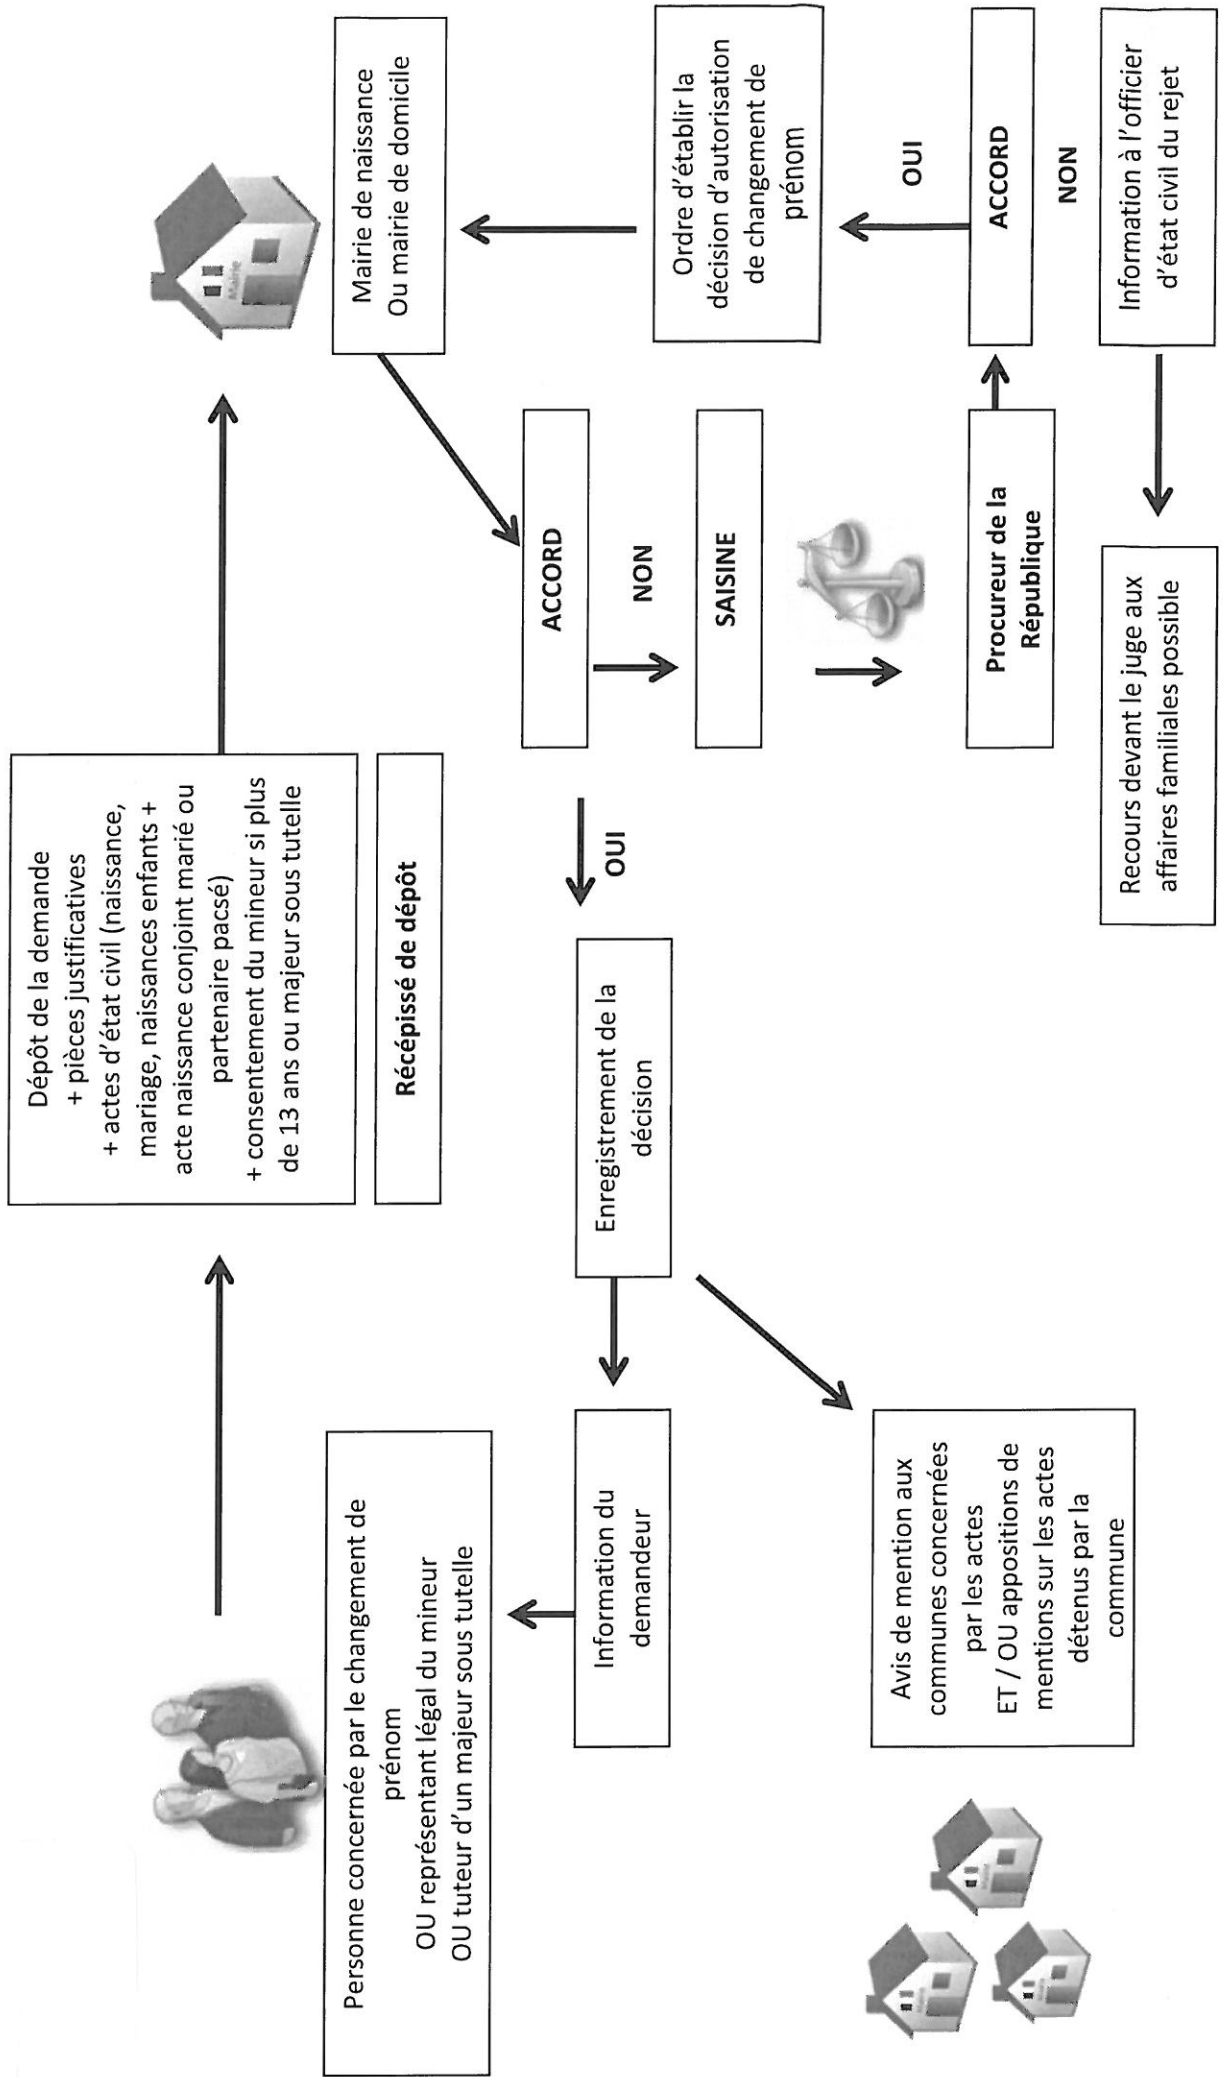 Dépôt de la demande
+ pièces justificatives
+ actes d'état civil (naissance,
mariage, naissances enfants +
acte naissance conjoint marié ou
partenaire pacsé)
+ consentement du mineur si plus
de 13 ans ou majeur sous tutelle
Récépissé de dépôt
Mairie
Mairie de naissance
Ou mairie de domicile
Personne concernée par le changement de
prénom
OU représentant légal du mineur
OU tuteur d'un majeur sous tutelle
Information du
demandeur
Enregistrement de la
décision
OUI
ACCORD
NON
SAISINE
Ordre d'établir la
décision d'autorisation
de changement de
prénom
OUI
Procureur de la
République
ACCORD
NON
Avis de mention aux
communes concernées
par les actes
ET / OU appositions de
mentions sur les actes
détenus par la
commune
Mairie
Mairie
Mairie
Recours devant le juge aux
affaires familiales possible
Information à l'officier
d'état civil du rejet